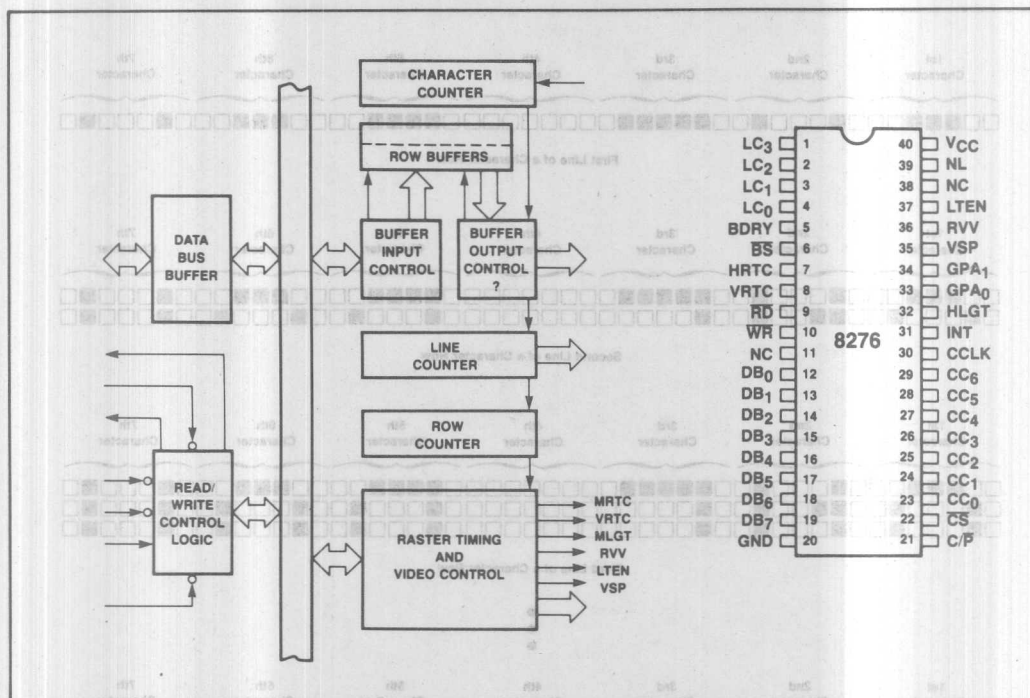 CHARACTER
COUNTER
ROW BUFFERS
DATA
BUS
BUFFER
BUFFER
INPUT
CONTROL
BUFFER
OUTPUT
CONTROL
?
LINE
COUNTER
ROW
COUNTER
READ/
WRITE
CONTROL
LOGIC
RASTER TIMING
AND
VIDEO CONTROL
MRTC
VRTC
MLGT
RVV
LTEN
VSP
LC3 1 40 VCC
LC2 2 39 NL
LC1 3 38 NC
LC0 4 37 LTEN
BDRY 5 36 RVV
B̅S̅ 6 35 VSP
HRTC 7 34 GPA1
VRTC 8 33 GPA0
R̅D̅ 9 32 HLGT
W̅R̅ 10 31 INT
8276
NC 11 30 CCLK
DB0 12 29 CC6
DB1 13 28 CC5
DB2 14 27 CC4
DB3 15 26 CC3
DB4 16 25 CC2
DB5 17 24 CC1
DB6 18 23 CC0
DB7 19 22 C̅S̅
GND 20 21 C/P̅